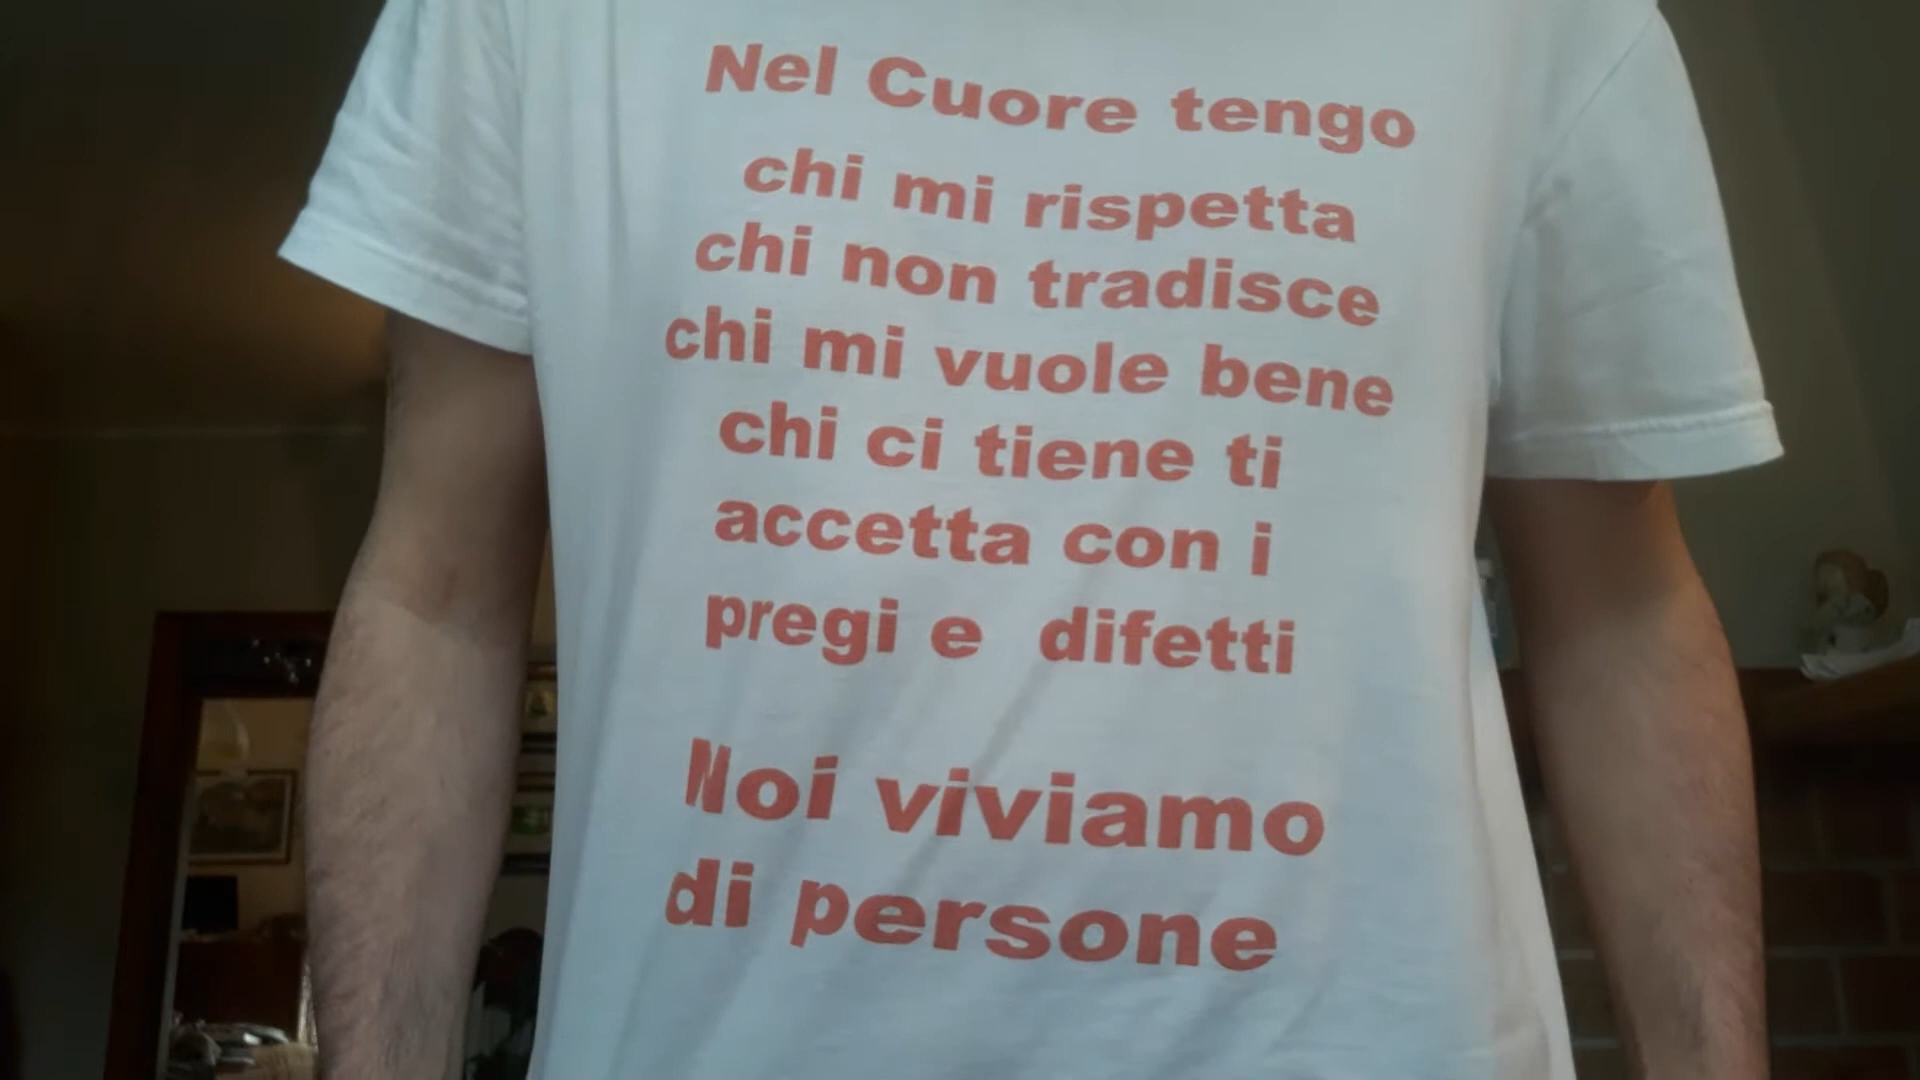 Nel Cuore tengo
chi mi rispetta
chi non tradisce
chi mi vuole bene
chi ci tiene ti
accetta con i
pregi e difetti
Noi viviamo
di persone